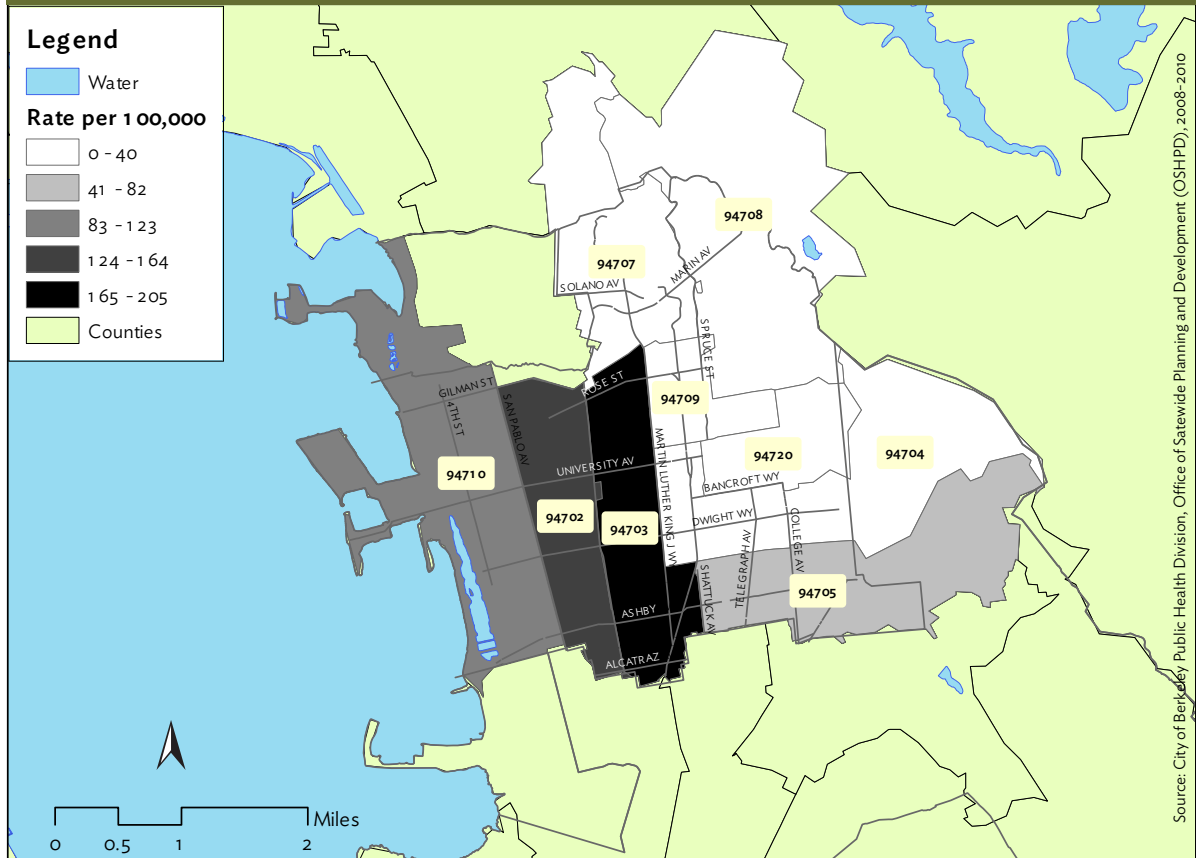 Legend
Water
Rate per 100,000
0 - 40
41 - 82
83 - 123
124 - 164
165 - 205
Counties
94708
94707
MARIN AV
SOLANO AV
SPRUCE ST
GILMAN ST
ROSE ST
4TH ST
SAN PABLO AV
94709
MARTIN LUTHER KING J WY
94720
94704
UNIVERSITY AV
94710
BANCROFT WY
94702
94703
DWIGHT WY
COLLEGE AV
TELEGRAPH AV
SHATTUCK AV
94705
ASHBY
ALCATRAZ
0 0.5 1 2 Miles
Source: City of Berkeley Public Health Division, Office of Satewide Planning and Development (OSHPD), 2008-2010